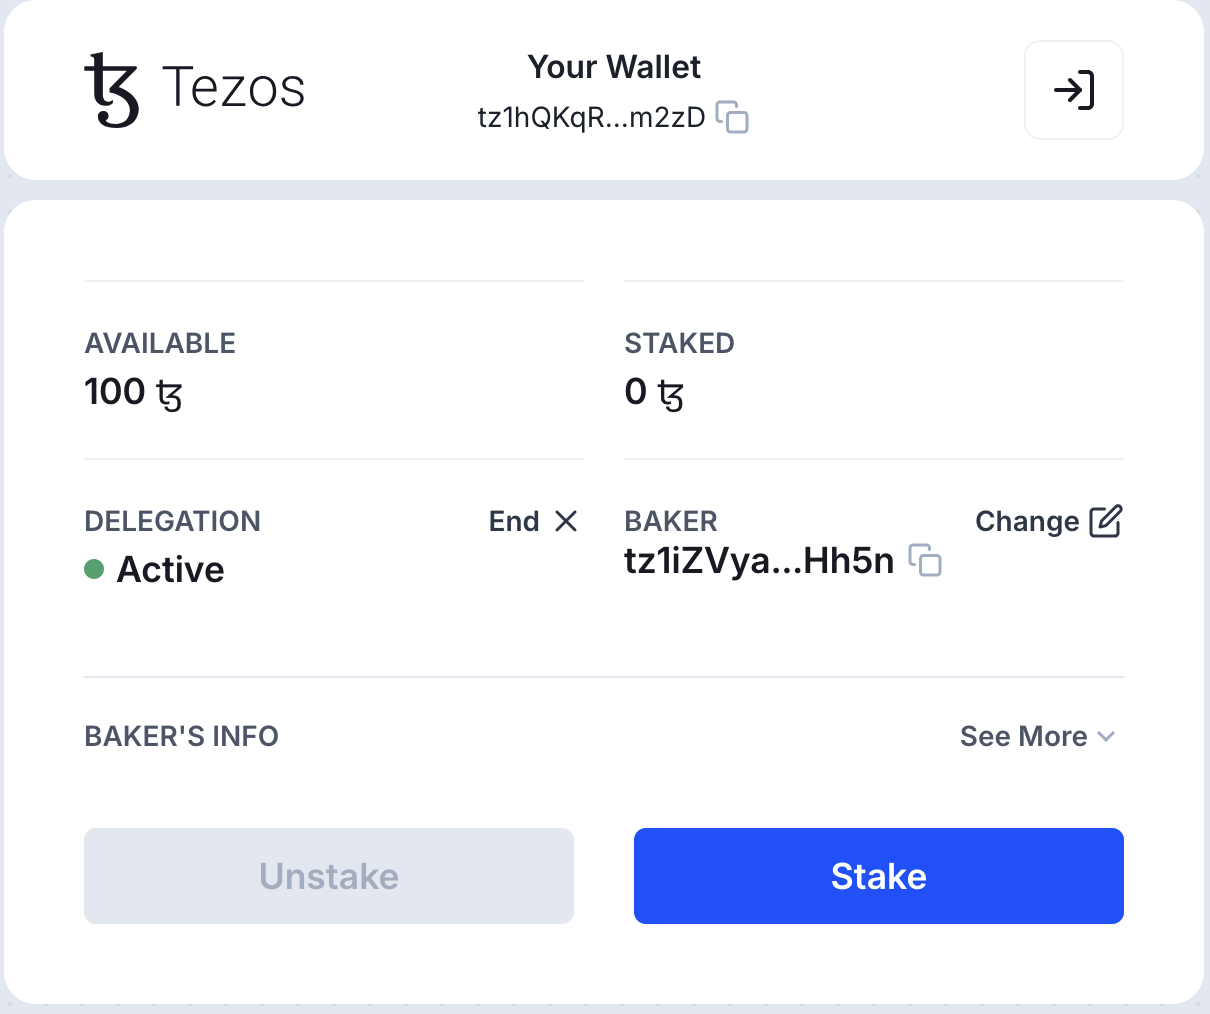 ꜩ Tezos
Your Wallet
tz1hQKqR...m2zD
AVAILABLE
100 ꜩ
STAKED
0 ꜩ
DELEGATION
End
Active
BAKER
Change
tz1iZVya...Hh5n
BAKER'S INFO
See More
Unstake
Stake